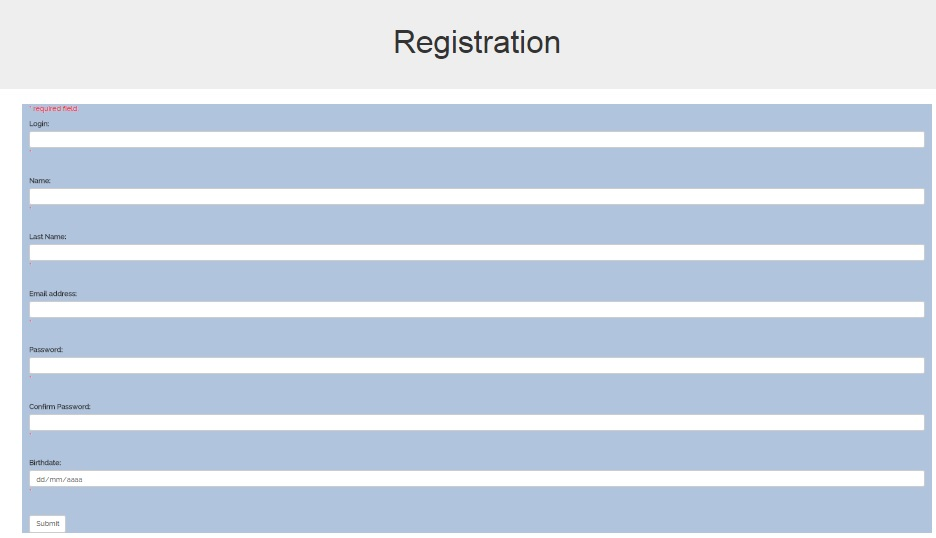 Registration
* required field.
Login:
*
Name:
*
Last Name:
*
Email address:
*
Password:
*
Confirm Password:
*
Birthdate:
dd/mm/aaaa
*
Submit